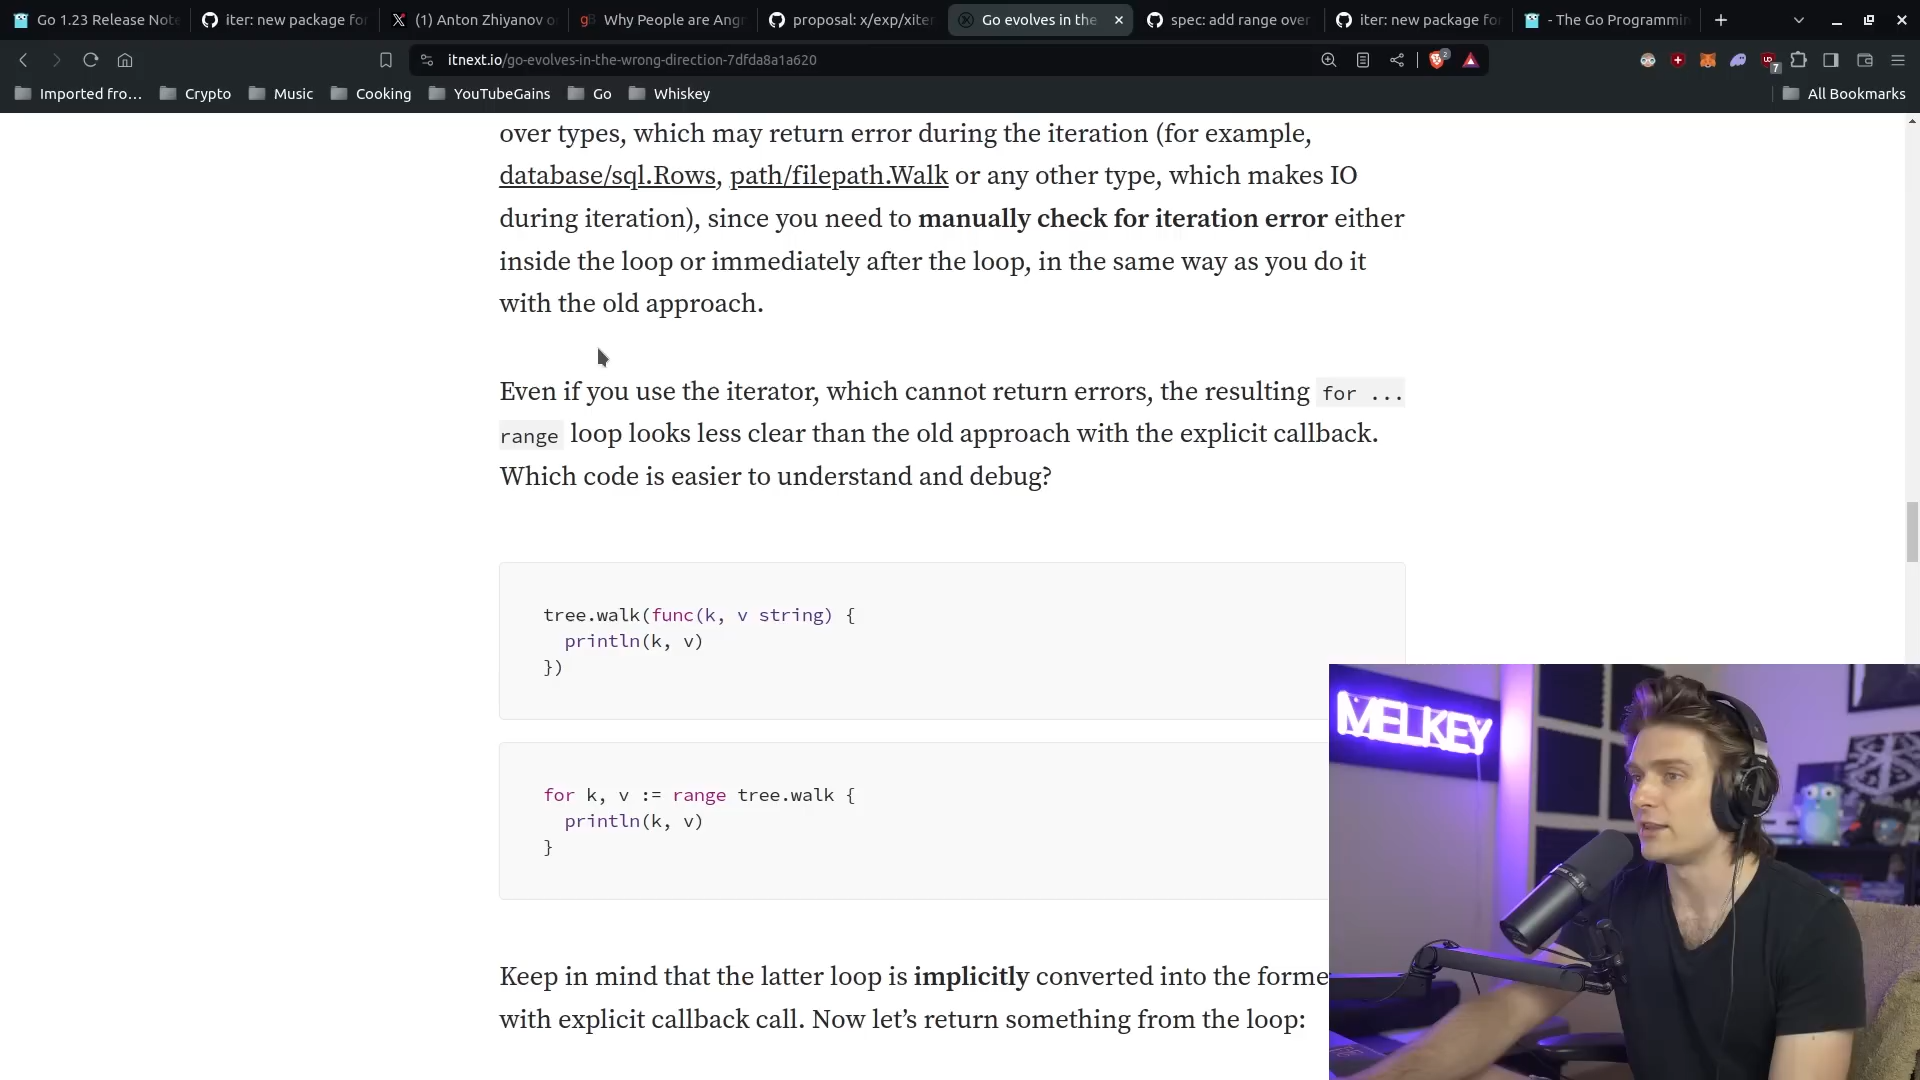 Go 1.23 Release Note
iter: new package for
(1) Anton Zhiyanov o
Why People are Angr
proposal: x/exp/xiter
Go evolves in the
spec: add range over
iter: new package fo
- The Go Programmin
itnext.io/go-evolves-in-the-wrong-direction-7dfda8a1a620
2
7
Imported fro...
Crypto
Music
Cooking
YouTubeGains
Go
Whiskey
All Bookmarks
over types, which may return error during the iteration (for example,
database/sql.Rows, path/filepath.Walk or any other type, which makes IO
during iteration), since you need to manually check for iteration error either
inside the loop or immediately after the loop, in the same way as you do it
with the old approach.
Even if you use the iterator, which cannot return errors, the resulting for ...
range loop looks less clear than the old approach with the explicit callback.
Which code is easier to understand and debug?
tree.walk(func(k, v string) {
println(k, v)
})
for k, v := range tree.walk {
println(k, v)
}
Keep in mind that the latter loop is implicitly converted into the forme
with explicit callback call. Now let’s return something from the loop:
MELKEY